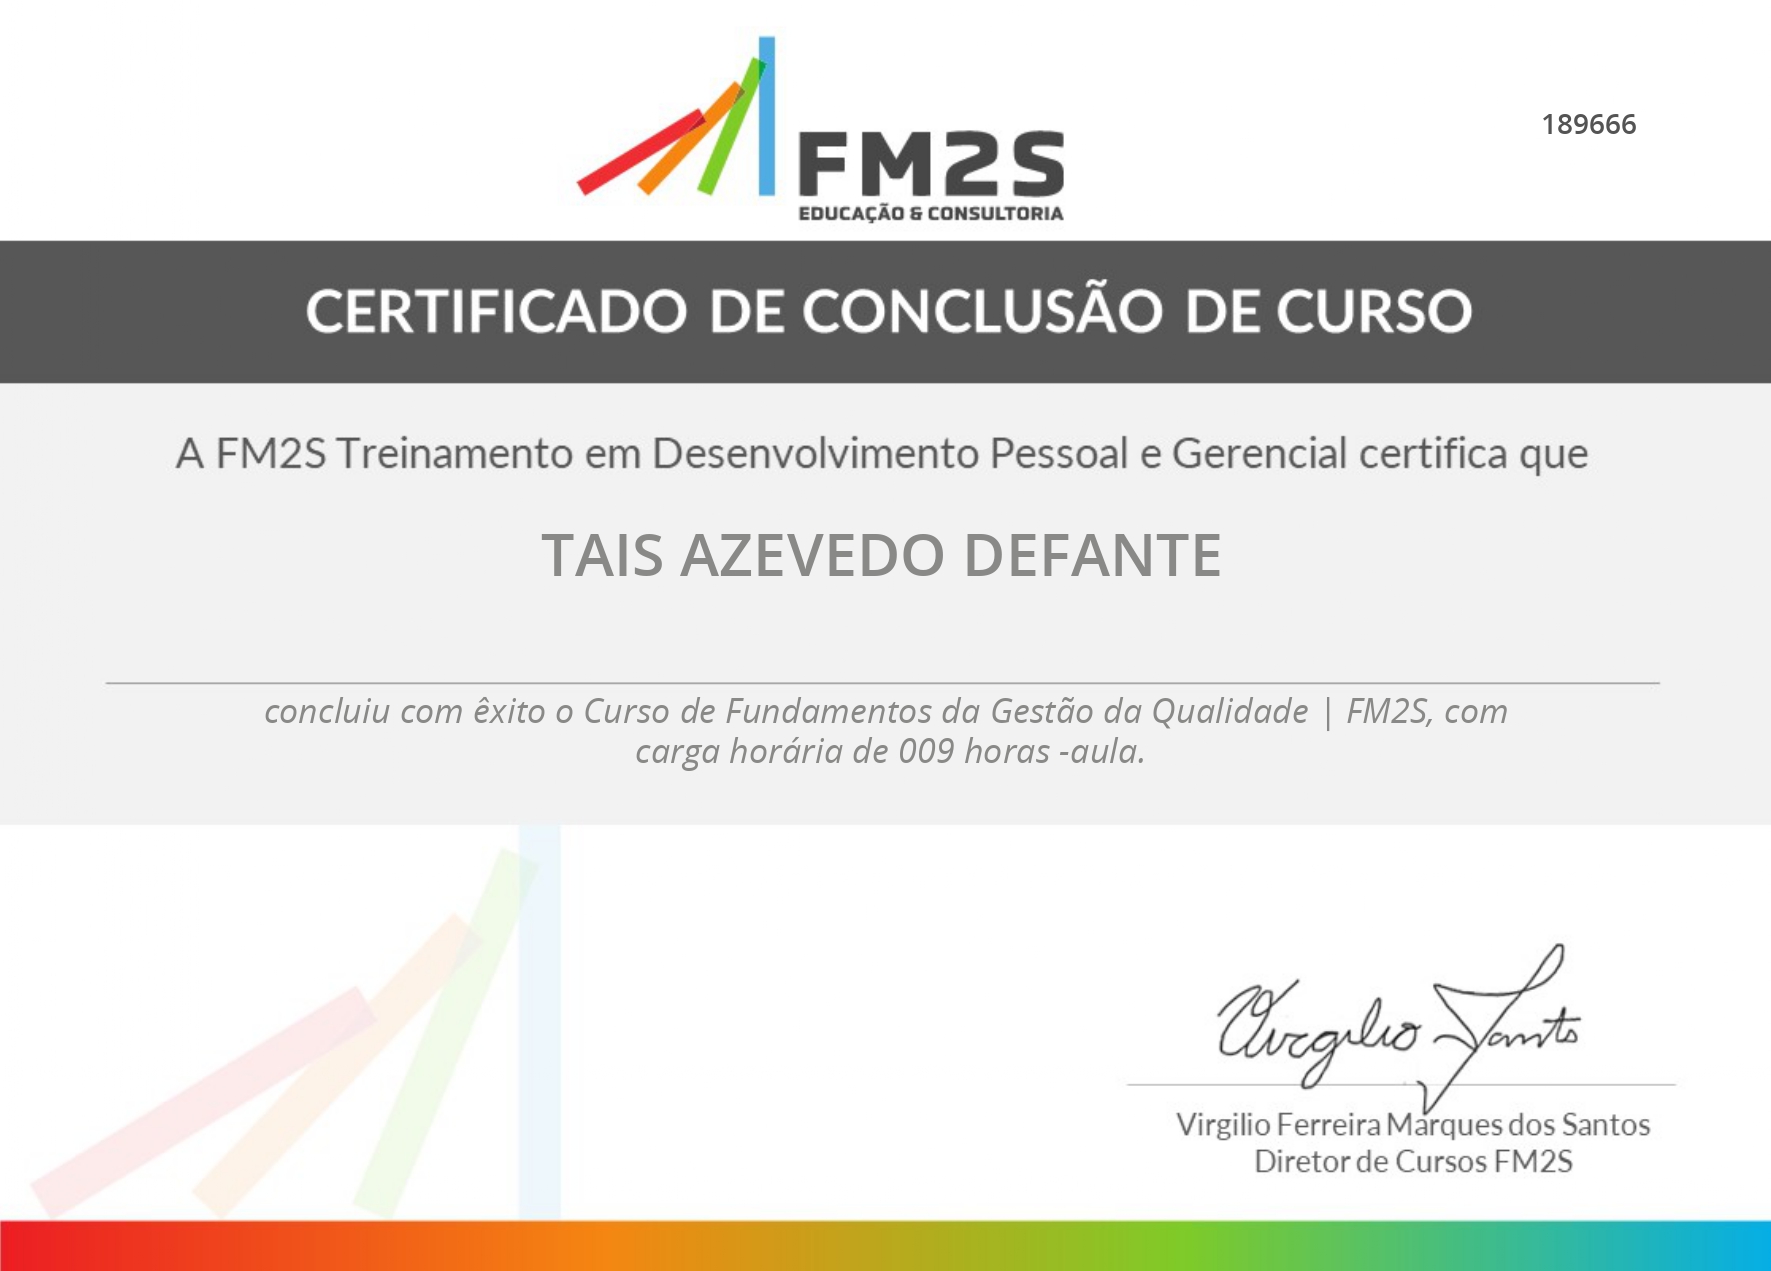 FM2S
EDUCAÇÃO & CONSULTORIA
189666
CERTIFICADO DE CONCLUSÃO DE CURSO
A FM2S Treinamento em Desenvolvimento Pessoal e Gerencial certifica que
TAIS AZEVEDO DEFANTE
concluiu com êxito o Curso de Fundamentos da Gestão da Qualidade | FM2S, com
carga horária de 009 horas -aula.
Virgilio Santos
Virgilio Ferreira Marques dos Santos
Diretor de Cursos FM2S